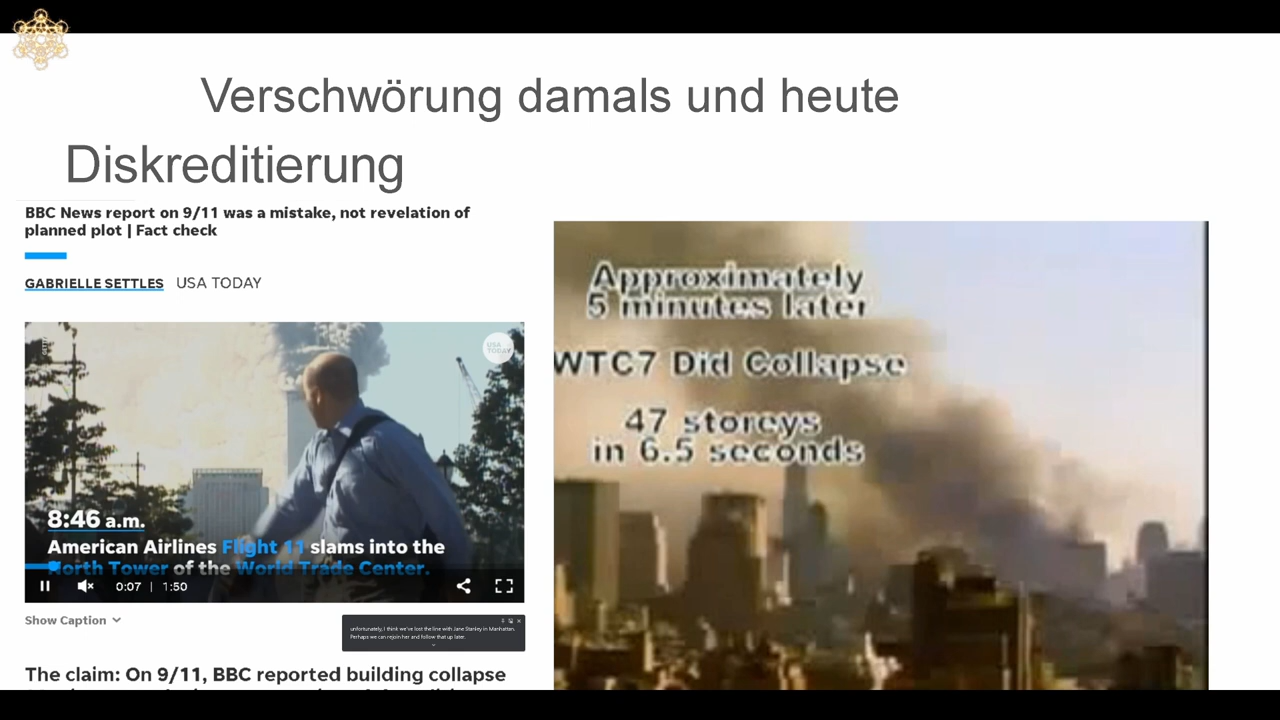 Verschwörung damals und heute
Diskreditierung
BBC News report on 9/11 was a mistake, not revelation of
planned plot | Fact check
GABRIELLE SETTLES USA TODAY
USA
TODAY
8:46 a.m.
American Airlines Flight 11 slams into the
North Tower of the World Trade Center.
0:07 | 1:50
Show Caption
unfortunately, I think we've lost the line with Jane Stanley in Manhattan.
Perhaps we can rejoin her and follow that up later.
The claim: On 9/11, BBC reported building collapse
Approximately
5 minutes later
WTC7 Did Collapse
47 storeys
in 6.5 seconds